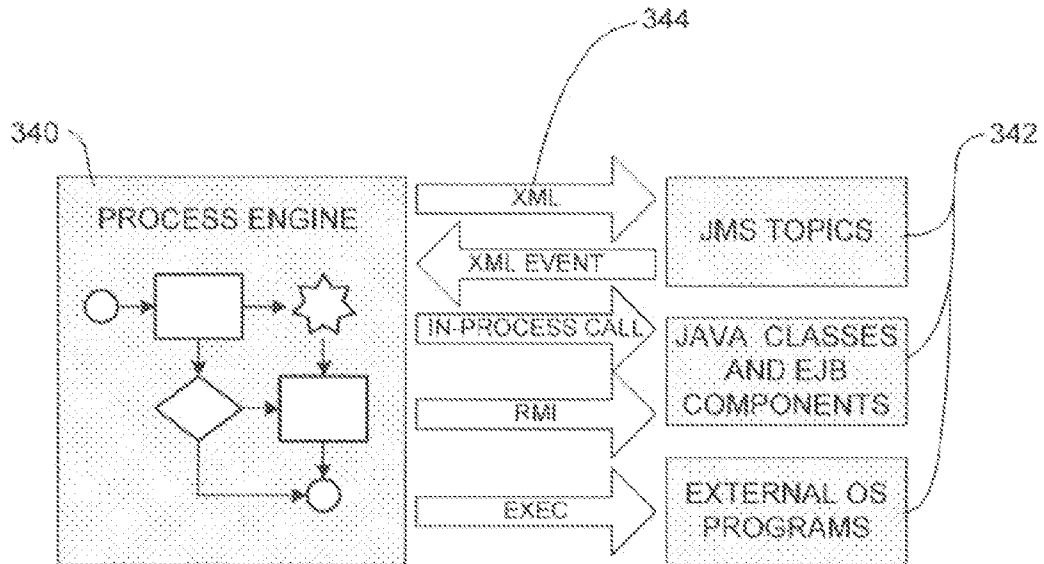 344
340
342
PROCESS ENGINE
XML
XML EVENT
IN-PROCESS CALL
RMI
EXEC
JMS TOPICS
JAVA CLASSES
AND EJB
COMPONENTS
EXTERNAL OS
PROGRAMS